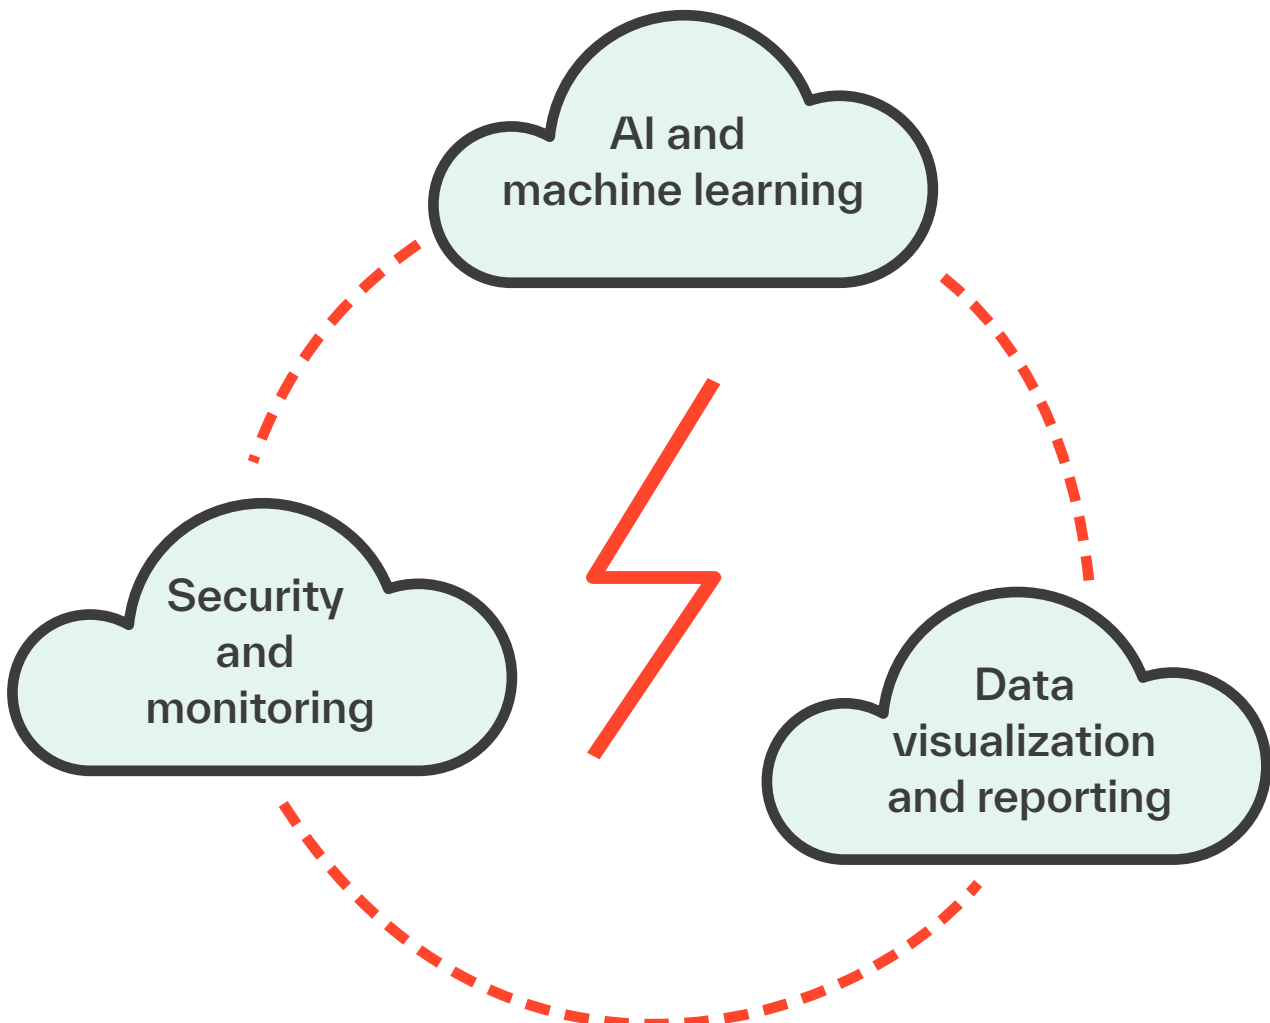 AI and
machine learning
Security
and
monitoring
Data
visualization
and reporting